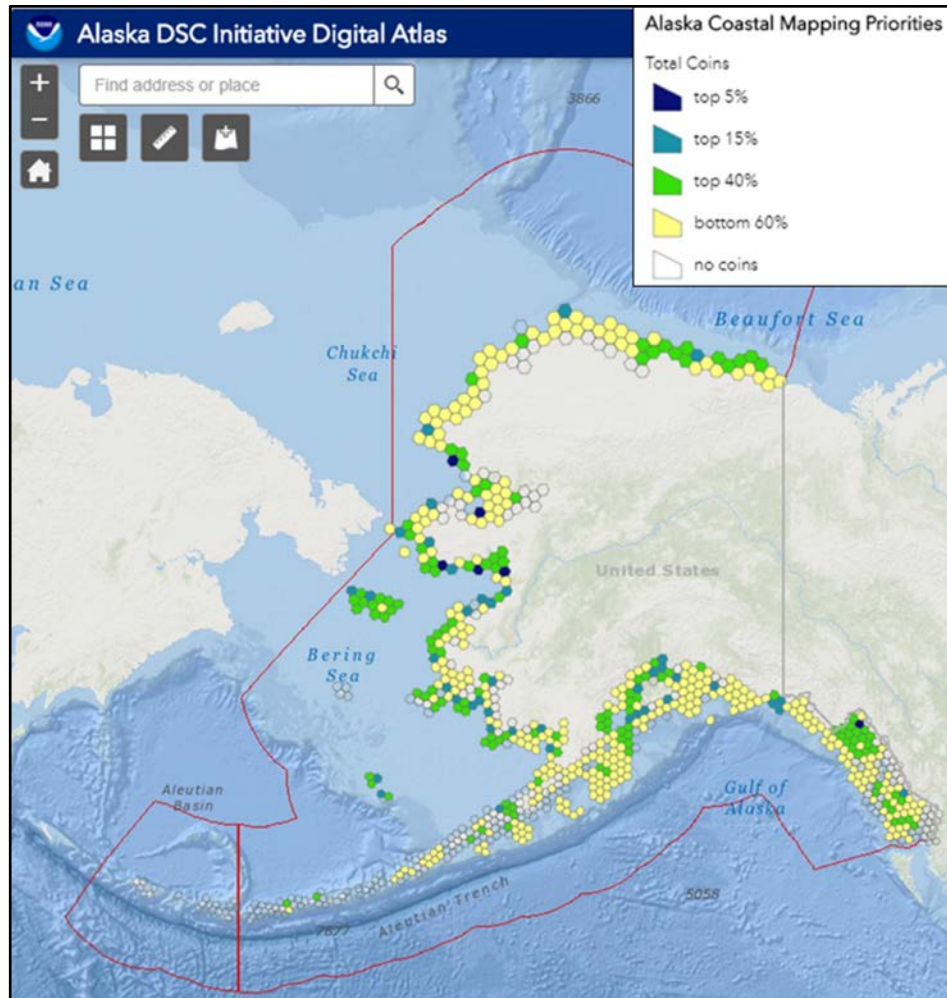 Alaska DSC Initiative Digital Atlas
Find address or place
Alaska Coastal Mapping Priorities
Total Coins
top 5%
top 15%
top 40%
bottom 60%
no coins
3866
an Sea
Beaufort Sea
Chukchi
Sea
United States
Bering
Sea
Aleutian
Basin
Gulf of
Alaska
Aleutian Trench
5058
7877